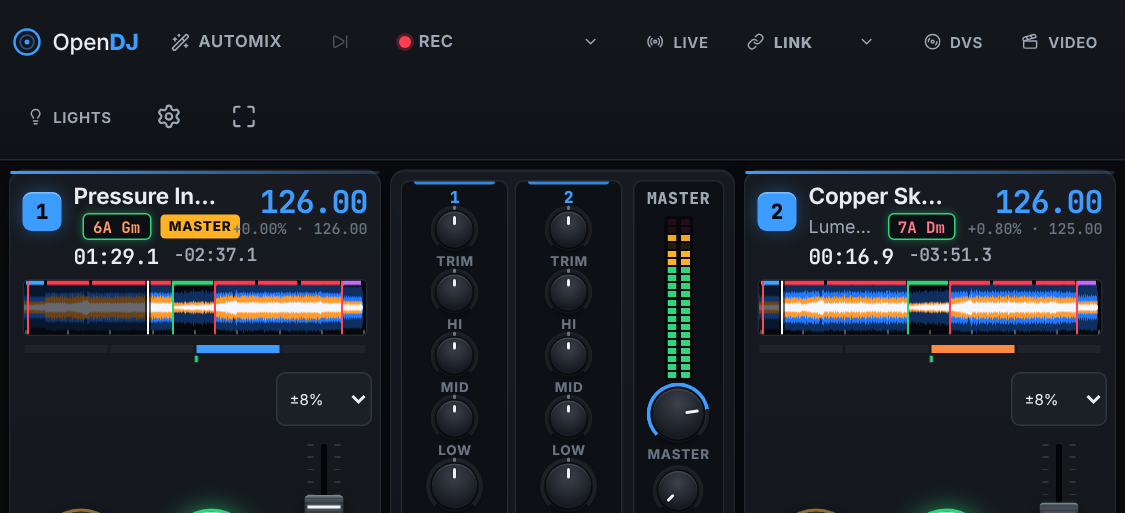 OpenDJ AUTOMIX REC LIVE LINK DVS VIDEO
LIGHTS
1 Pressure In... 126.00
6A Gm MASTER 0.00% · 126.00
01:29.1 -02:37.1
±8%
1 2 MASTER
TRIM TRIM
HI HI
MID MID
LOW LOW MASTER
2 Copper Sk... 126.00
Lume... 7A Dm +0.80% · 125.00
00:16.9 -03:51.3
±8%